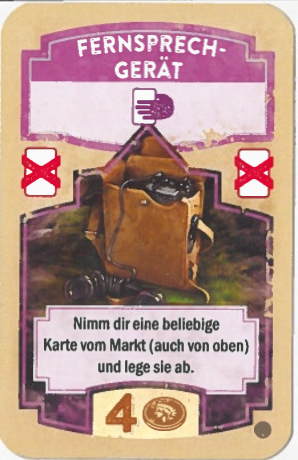 FERNSPRECH-
GERÄT
Nimm dir eine beliebige
Karte vom Markt (auch von oben)
und lege sie ab.
4